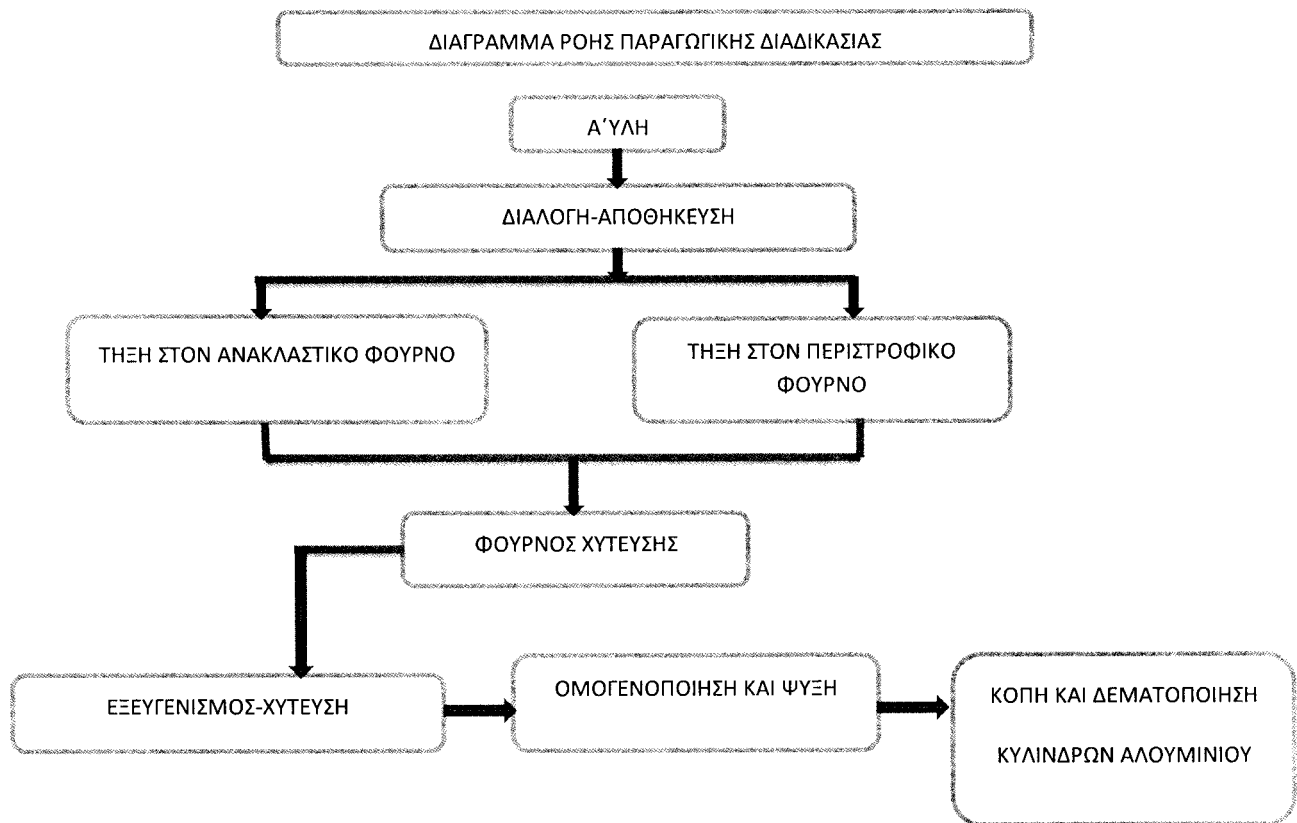 ΔΙΑΓΡΑΜΜΑ ΡΟΗΣ ΠΑΡΑΓΩΓΙΚΗΣ ΔΙΑΔΙΚΑΣΙΑΣ
Α΄ΥΛΗ
ΔΙΑΛΟΓΗ-ΑΠΟΘΗΚΕΥΣΗ
ΤΗΞΗ ΣΤΟΝ ΑΝΑΚΛΑΣΤΙΚΟ ΦΟΥΡΝΟ
ΤΗΞΗ ΣΤΟΝ ΠΕΡΙΣΤΡΟΦΙΚΟ
ΦΟΥΡΝΟ
ΦΟΥΡΝΟΣ ΧΥΤΕΥΣΗΣ
ΕΞΕΥΓΕΝΙΣΜΟΣ-ΧΥΤΕΥΣΗ
ΟΜΟΓΕΝΟΠΟΙΗΣΗ ΚΑΙ ΨΥΞΗ
ΚΟΠΗ ΚΑΙ ΔΕΜΑΤΟΠΟΙΗΣΗ
ΚΥΛΙΝΔΡΩΝ ΑΛΟΥΜΙΝΙΟΥ